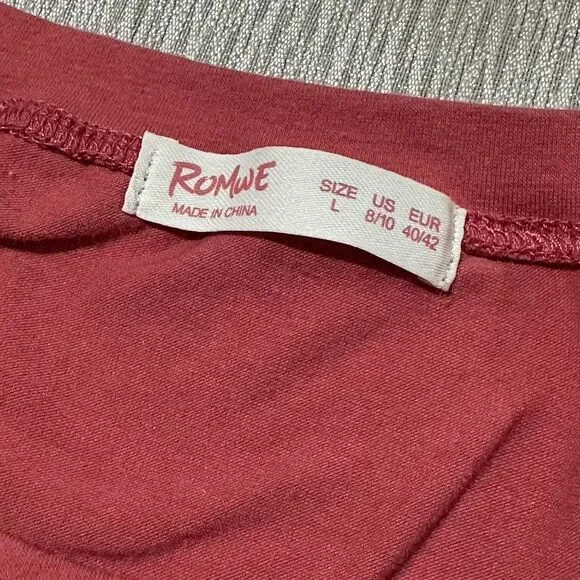 ROMWE
MADE IN CHINA
SIZE US EUR
L 8/10 40/42